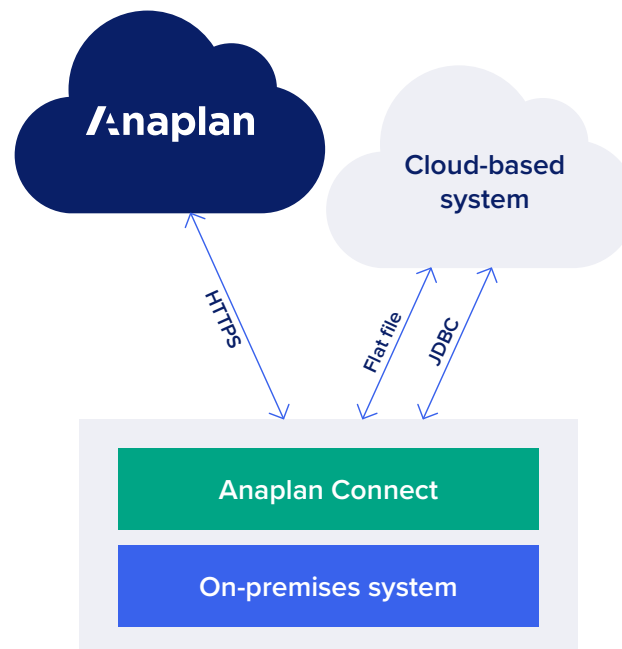 Anaplan
Cloud-based
system
HTTPS
Flat file
JDBC
Anaplan Connect
On-premises system